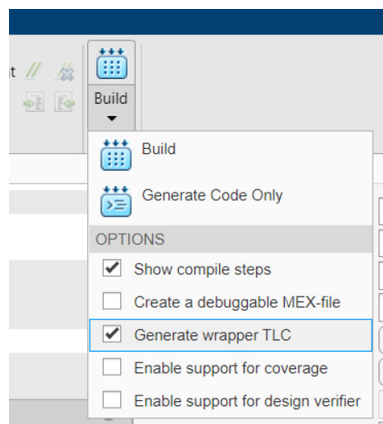 t
Build
Build
Generate Code Only
OPTIONS
Show compile steps
Create a debuggable MEX-file
Generate wrapper TLC
Enable support for coverage
Enable support for design verifier